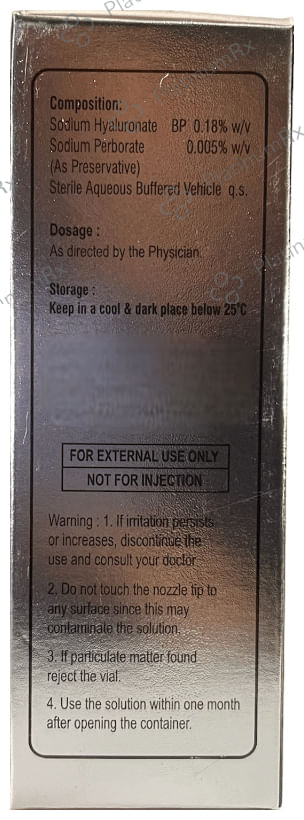 Composition:
Sodium Hyaluronate BP 0.18% w/v
Sodium Perborate 0.005% w/v
(As Preservative)
Sterile Aqueous Buffered Vehicle q.s.
Dosage :
As directed by the Physician.
Storage :
Keep in a cool & dark place below 25°C
FOR EXTERNAL USE ONLY
NOT FOR INJECTION
Warning : 1. If irritation persists
or increases, discontinue the
use and consult your doctor
2. Do not touch the nozzle tip to
any surface since this may
contaminate the solution.
3. If particulate matter found
reject the vial.
4. Use the solution within one month
after opening the container.